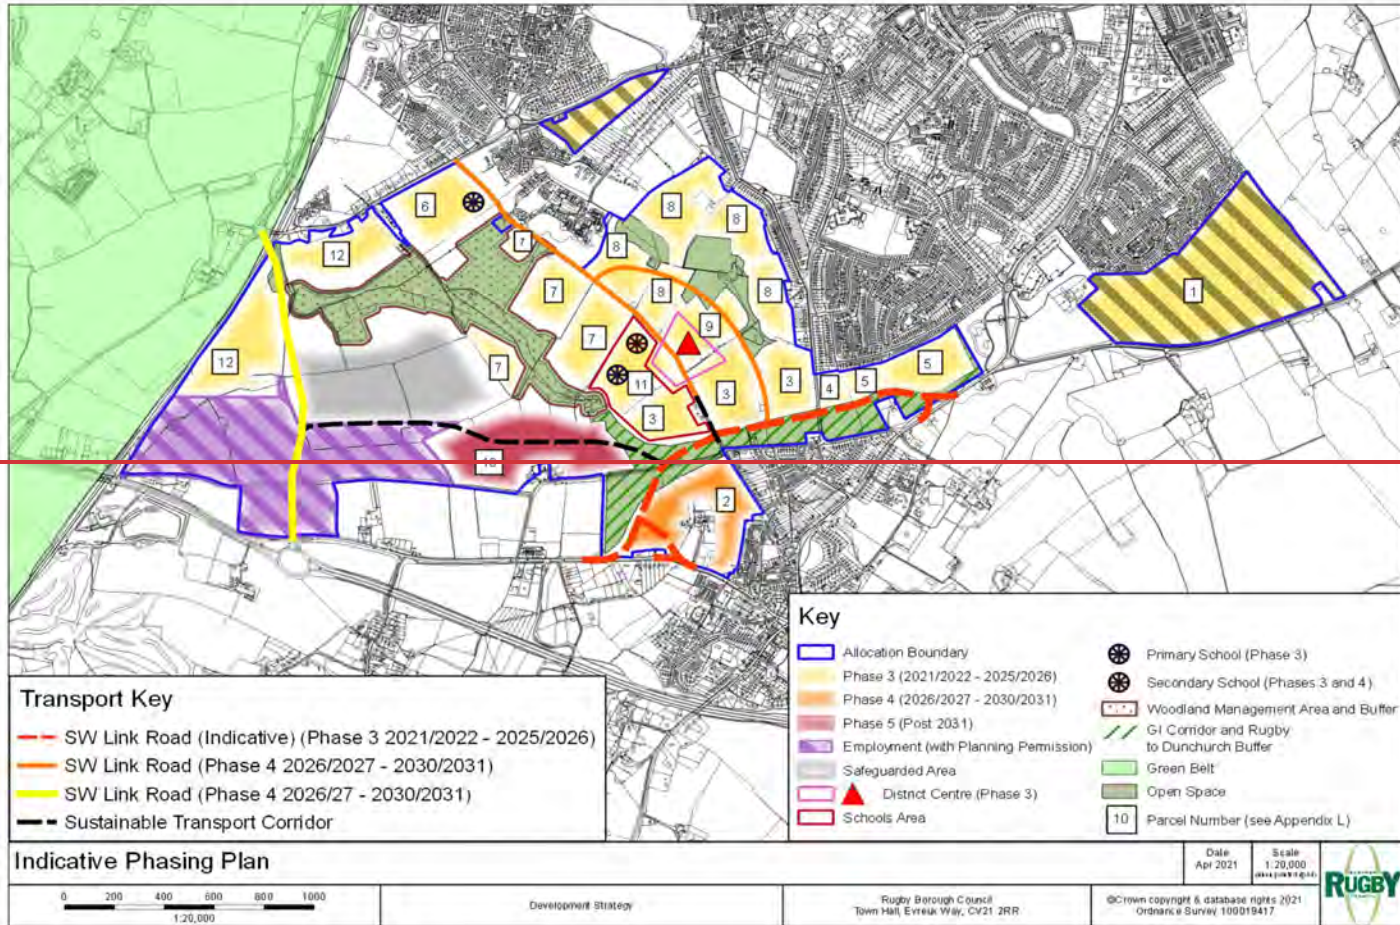 6
12
12
7
7
7
7
8
8
8
8
8
9
11
3
3
3
4
5
5
1
2
10
Transport Key
SW Link Road (Indicative) (Phase 3 2021/2022 - 2025/2026)
SW Link Road (Phase 4 2026/2027 - 2030/2031)
SW Link Road (Phase 4 2026/27 - 2030/2031)
Sustainable Transport Corridor
Key
Allocation Boundary
Phase 3 (2021/2022 - 2025/2026)
Phase 4 (2026/2027 - 2030/2031)
Phase 5 (Post 2031)
Employment (with Planning Permission)
Safeguarded Area
District Centre (Phase 3)
Schools Area
Primary School (Phase 3)
Secondary School (Phases 3 and 4)
Woodland Management Area and Buffer
GI Corridor and Rugby
to Dunchurch Buffer
Green Belt
Open Space
10 Parcel Number (see Appendix L)
Indicative Phasing Plan
Date
Apr 2021
Scale
1:20,000
0 200 400 600 800 1000
1:20,000
Development Strategy
Rugby Borough Council
Town Hall, Evreux Way, CV21 2RR
©Crown copyright & database rights 2021
Ordnance Survey 100019417
RUGBY